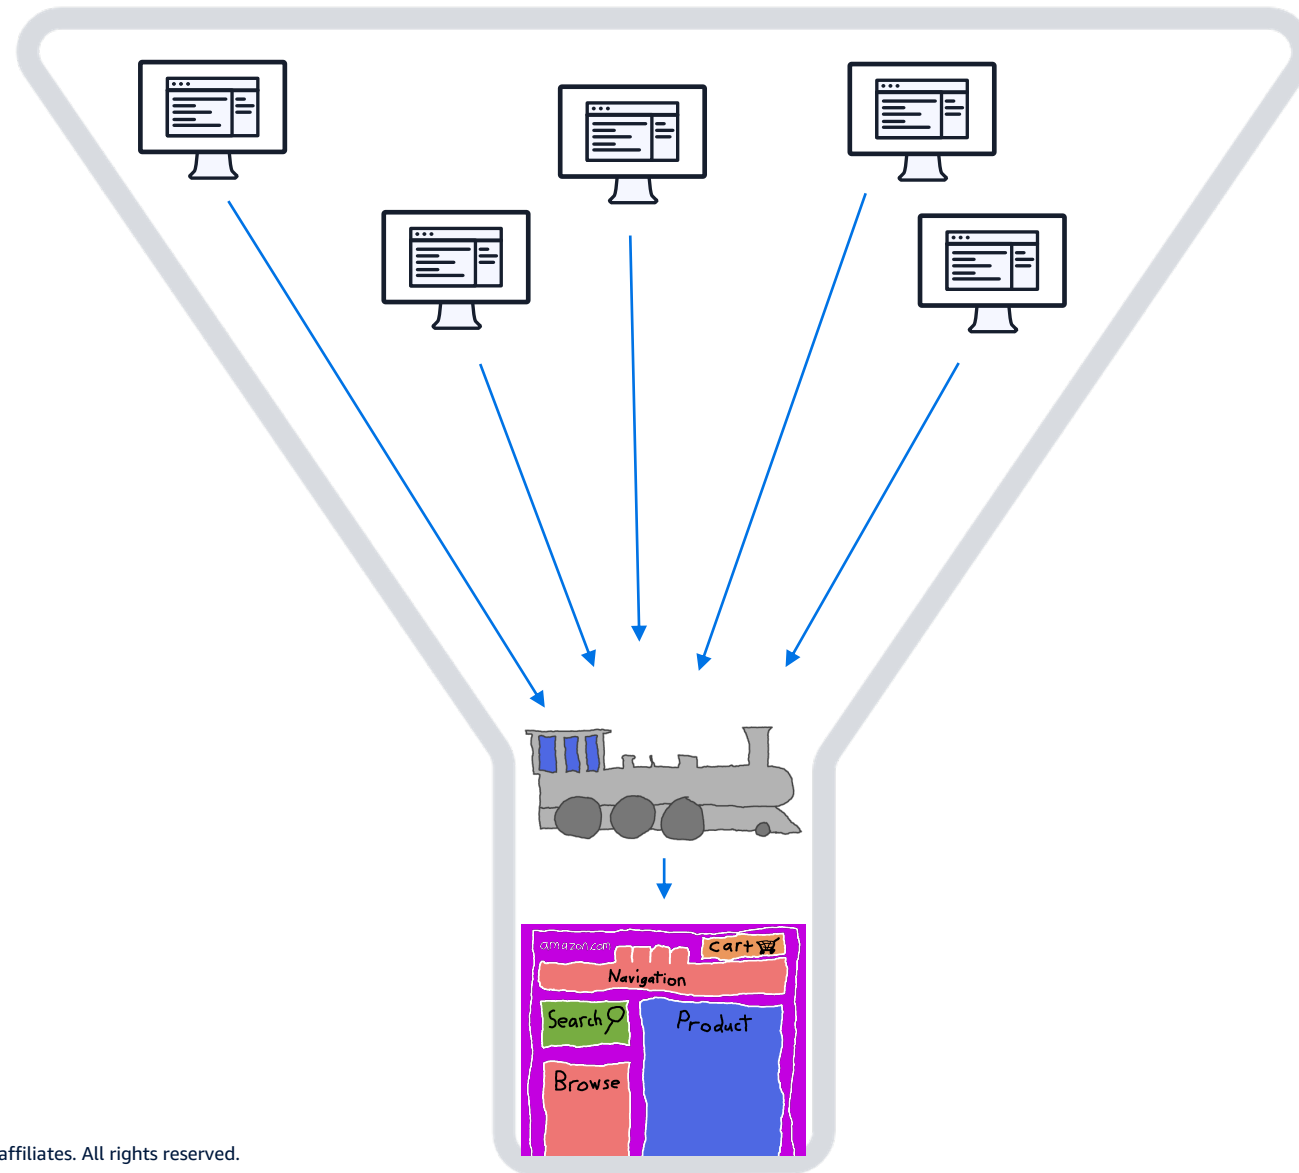 amazon.com
cart
Navigation
Search
Product
Browse
affiliates. All rights reserved.